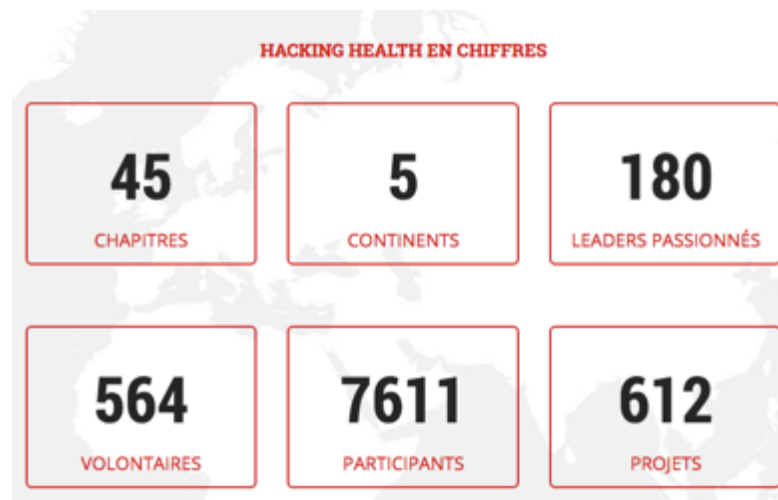 HACKING HEALTH EN CHIFFRES
45
CHAPITRES
5
CONTINENTS
180
LEADERS PASSIONNÉS
564
VOLONTAIRES
7611
PARTICIPANTS
612
PROJETS